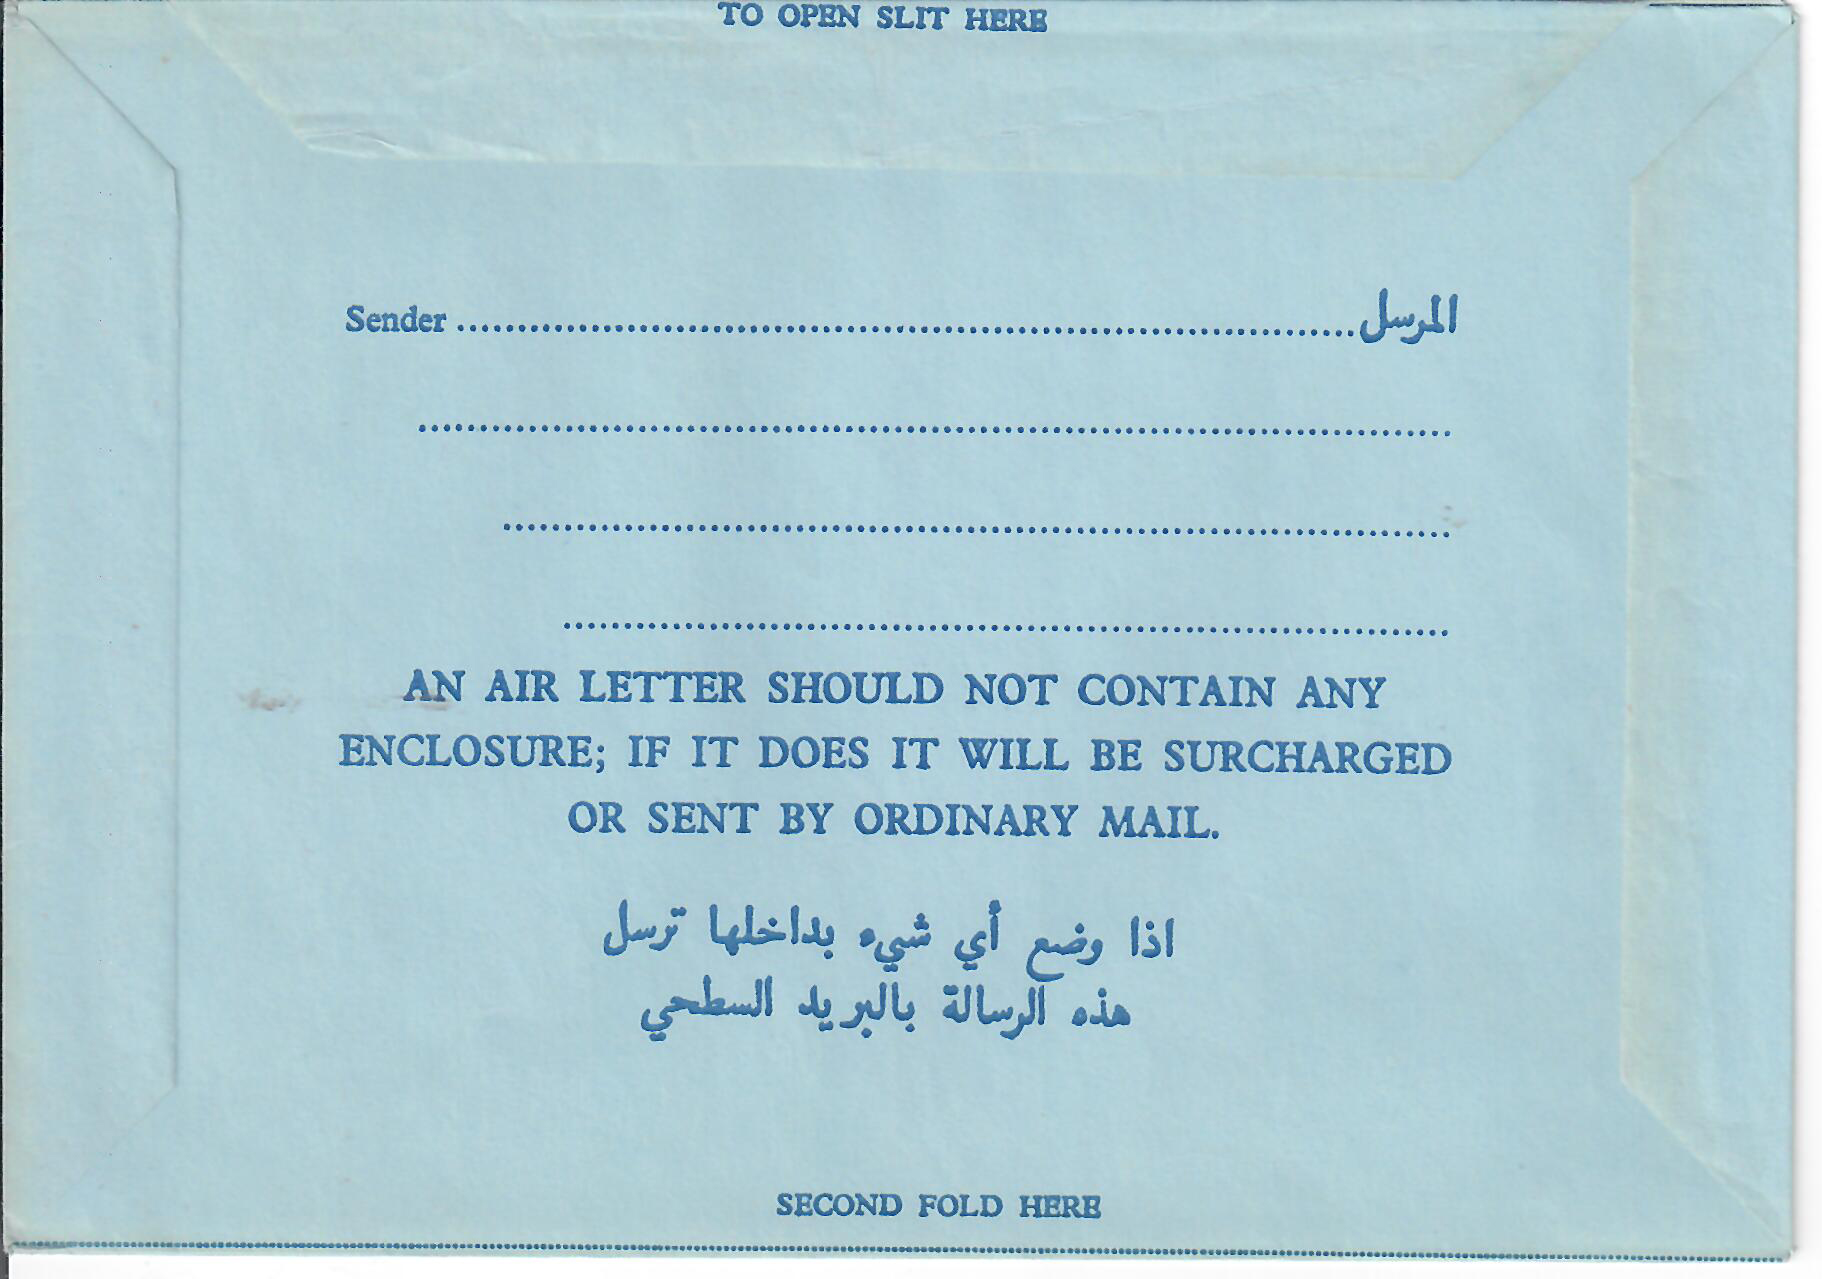 TO OPEN SLIT HERE
Sender ........................................................................ المرسل
AN AIR LETTER SHOULD NOT CONTAIN ANY
ENCLOSURE; IF IT DOES IT WILL BE SURCHARGED
OR SENT BY ORDINARY MAIL.
اذا وضع أي شيء بداخلها ترسل
هذه الرسالة بالبريد السطحي
SECOND FOLD HERE